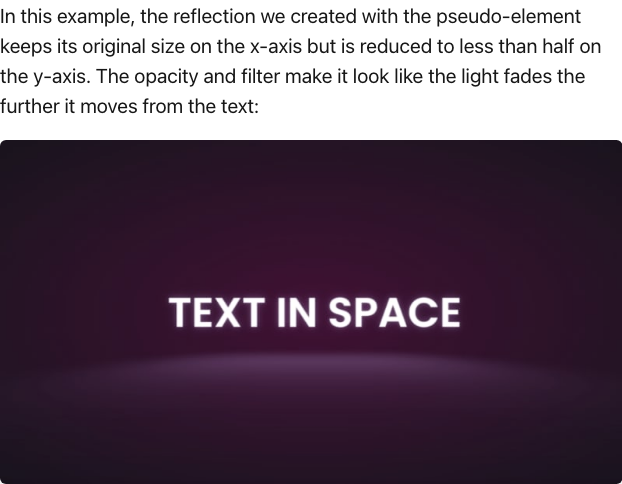 In this example, the reflection we created with the pseudo-element
keeps its original size on the x-axis but is reduced to less than half on
the y-axis. The opacity and filter make it look like the light fades the
further it moves from the text:
TEXT IN SPACE